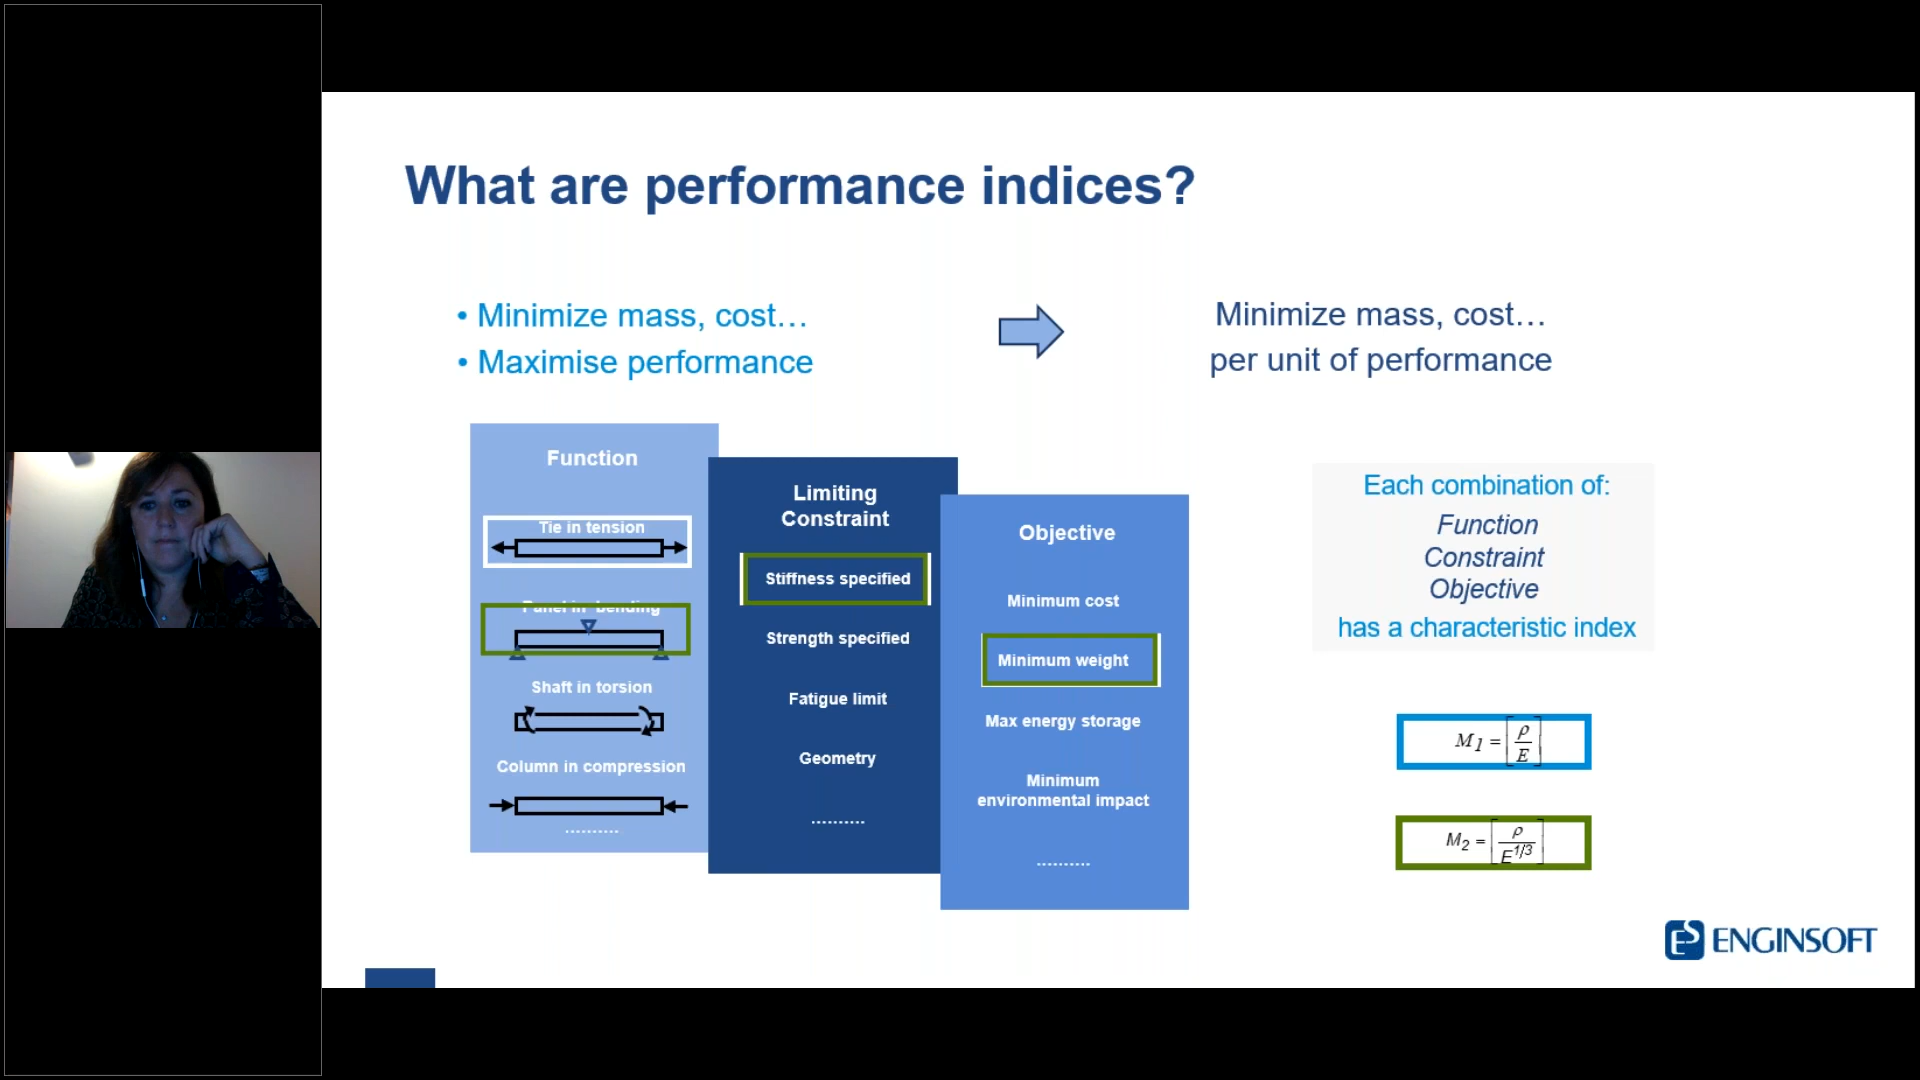 What are performance indices?
• Minimize mass, cost…
• Maximise performance
Minimize mass, cost…
per unit of performance
Function
Tie in tension
Panel in bending
Shaft in torsion
Column in compression
..........
Limiting
Constraint
Stiffness specified
Strength specified
Fatigue limit
Geometry
..........
Objective
Minimum cost
Minimum weight
Max energy storage
Minimum
environmental impact
..........
Each combination of:
Function
Constraint
Objective
has a characteristic index
M1 = [ρ/E]
M2 = [ρ/E^1/3]
ES ENGINSOFT